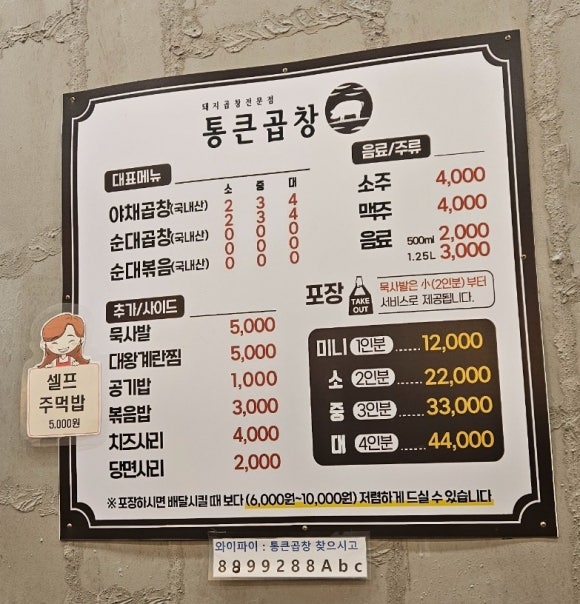 돼지곱창전문점
통큰곱창
대표메뉴
소 중 대
야채곱창(국내산)
순대곱창(국내산)
순대볶음(국내산)
2 3 4
2 3 4
0 0 0
0 0 0
0 0 0
0 0 0
음료/주류
소주 4,000
맥주 4,000
음료 500ml 2,000
1.25L 3,000
추가/사이드
묵사발 5,000
대왕계란찜 5,000
공기밥 1,000
볶음밥 3,000
치즈사리 4,000
당면사리 2,000
포장
TAKE
OUT
묵사발은 小(2인분) 부터
서비스로 제공됩니다.
미니 1인분 ..... 12,000
소 2인분 ..... 22,000
중 3인분 ..... 33,000
대 4인분 ..... 44,000
※ 포장하시면 배달시킬 때 보다 (6,000원~10,000원) 저렴하게 드실 수 있습니다
셀프
주먹밥
5,000원
와이파이 : 통큰곱창 찾으시고
8899288Abc